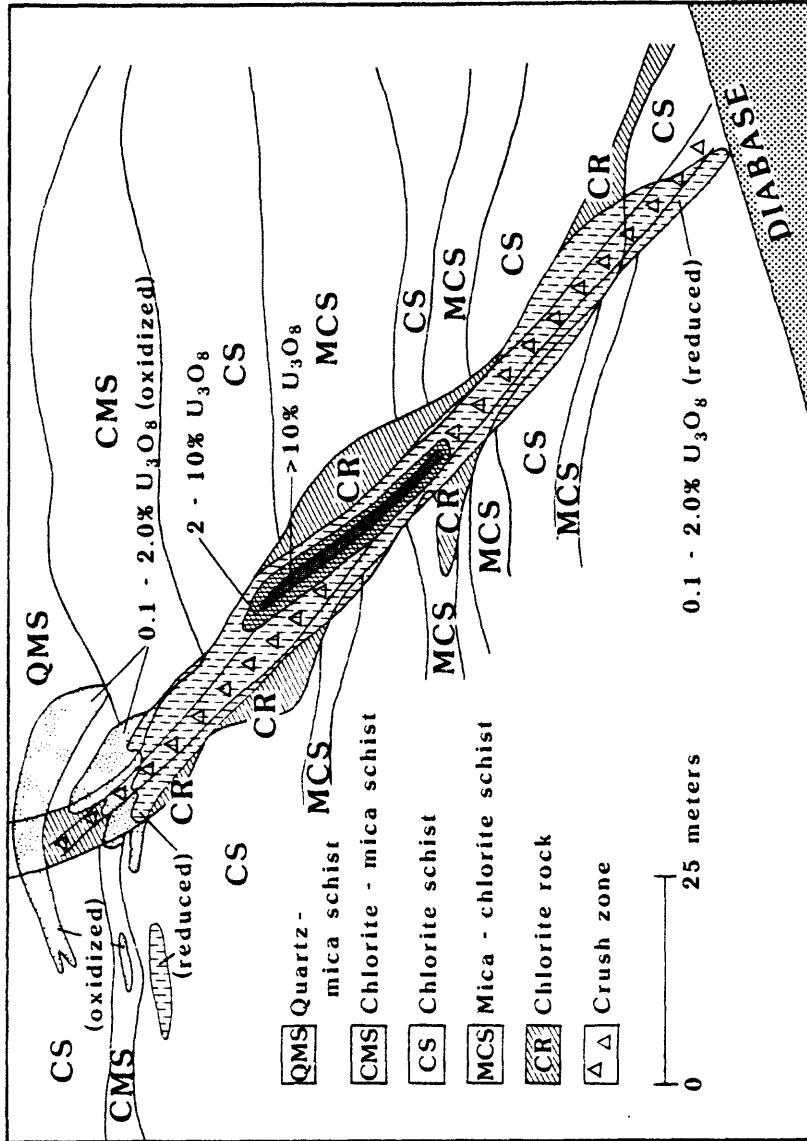 QMS
CMS
0.1 - 2.0% U₃O₈ (oxidized)
CS
2 - 10% U₃O₈
>10% U₃O₈
MCS
CS
MCS
CS
CR
CS
DIABASE
CR
CR
CR
CR
CS
(oxidized)
CS
(reduced)
CMS
MCS
MCS
MCS
CS
MCS
0.1 - 2.0% U₃O₈ (reduced)
QMS Quartz -
mica schist
CMS Chlorite - mica schist
CS Chlorite schist
MCS Mica - chlorite schist
CR Chlorite rock
Crush zone
0 25 meters